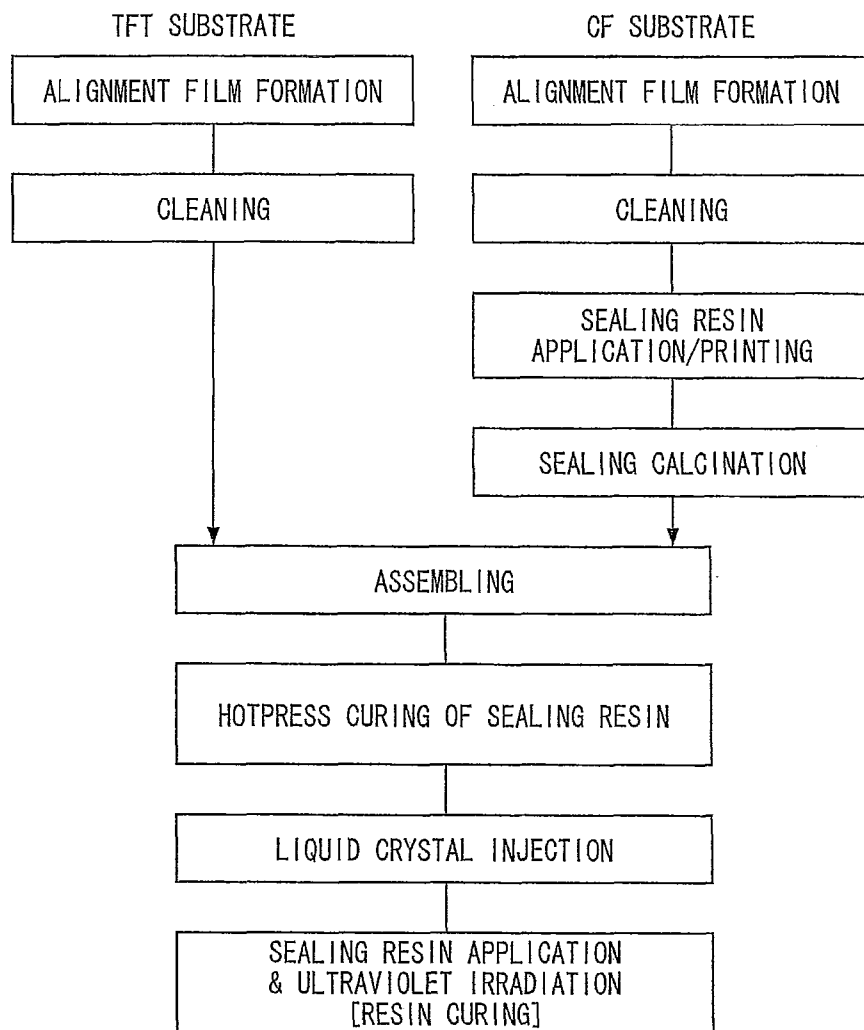 TFT SUBSTRATE
CF SUBSTRATE
ALIGNMENT FILM FORMATION
ALIGNMENT FILM FORMATION
CLEANING
CLEANING
SEALING RESIN
APPLICATION/PRINTING
SEALING CALCINATION
ASSEMBLING
HOTPRESS CURING OF SEALING RESIN
LIQUID CRYSTAL INJECTION
SEALING RESIN APPLICATION
& ULTRAVIOLET IRRADIATION
[RESIN CURING]